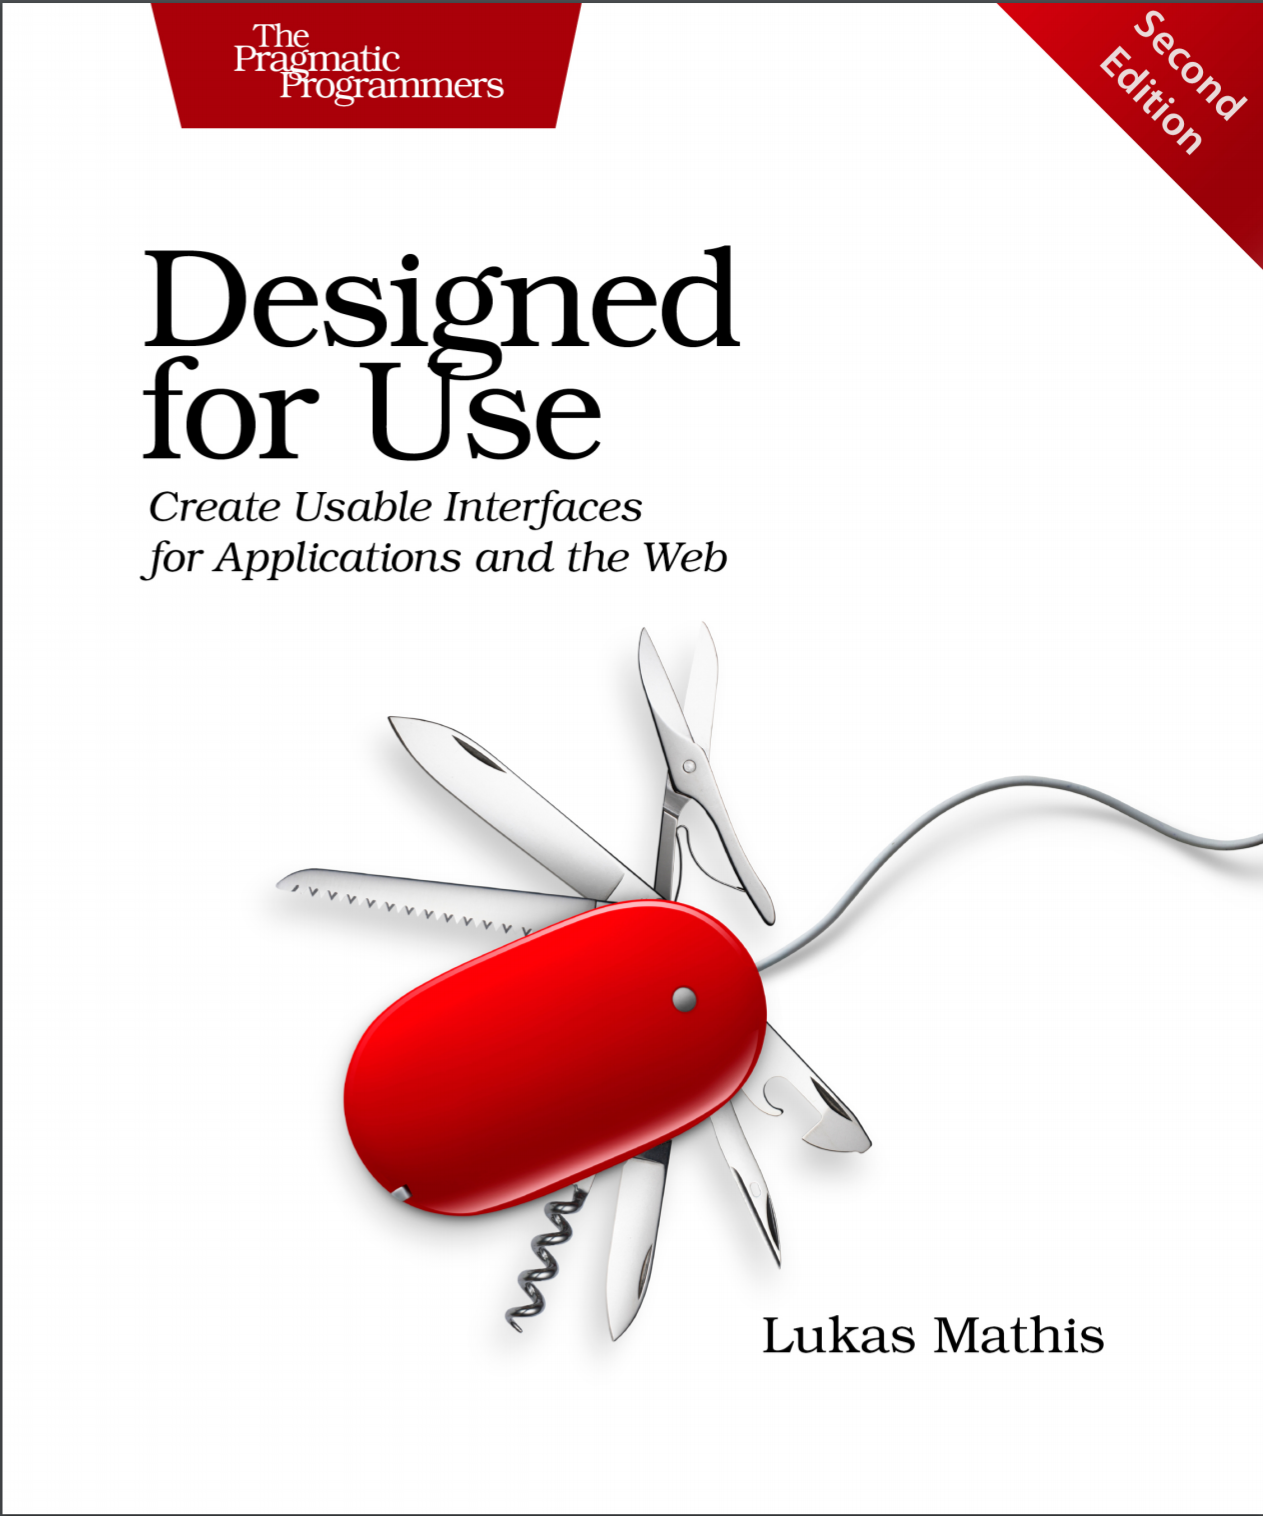 The
Pragmatic
Programmers
Second
Edition
Designed
for Use
Create Usable Interfaces
for Applications and the Web
Lukas Mathis